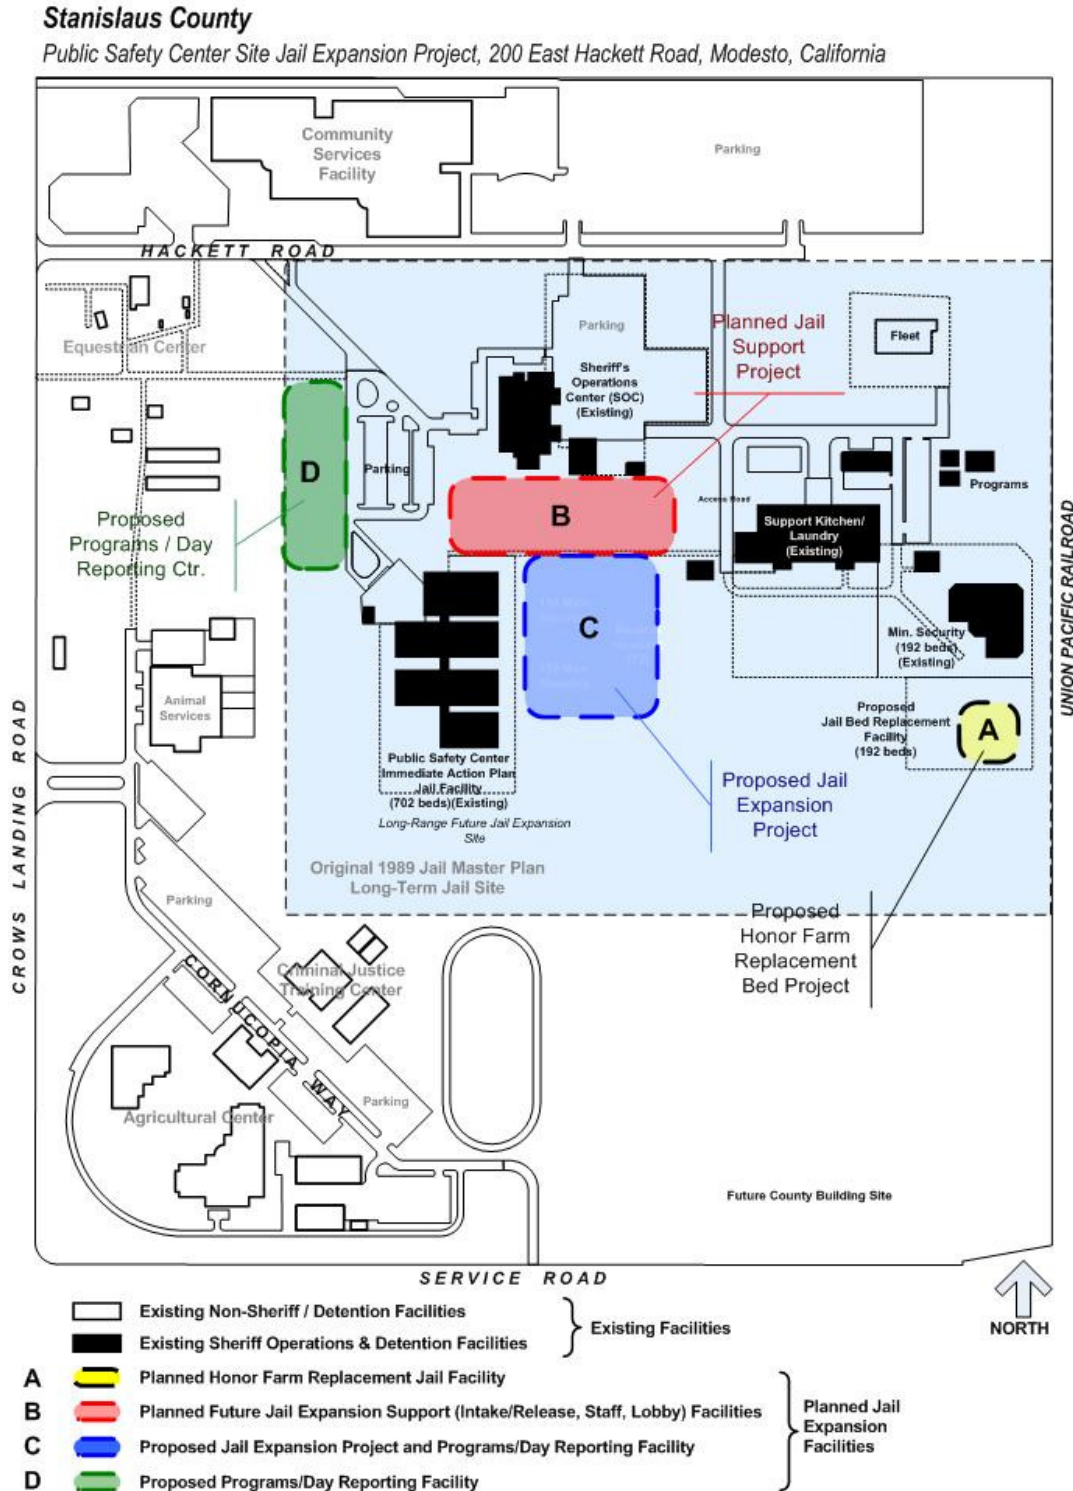 Stanislaus County
Public Safety Center Site Jail Expansion Project, 200 East Hackett Road, Modesto, California
Community
Services
Facility
Parking
HACKETT ROAD
Equestrian Center
Parking
Sheriff's
Operations
Center (SOC)
(Existing)
Planned Jail
Support
Project
Fleet
D
Parking
B
Access Road
Programs
Support Kitchen/
Laundry
(Existing)
Proposed
Programs / Day
Reporting Ctr.
C
Min. Security
(192 beds)
(Existing)
UNION PACIFIC RAILROAD
Animal
Services
Proposed
Jail Bed Replacement
Facility
(192 beds)
A
Public Safety Center
Immediate Action Plan
Jail Facility
(702 beds)(Existing)
Long-Range Future Jail Expansion
Site
Proposed Jail
Expansion
Project
Original 1989 Jail Master Plan
Long-Term Jail Site
CROWS LANDING ROAD
Parking
Proposed
Honor Farm
Replacement
Bed Project
Criminal Justice
Training Center
CORNUCOPIA WAY
Parking
Agricultural Center
Future County Building Site
SERVICE ROAD
NORTH
Existing Non-Sheriff / Detention Facilities
Existing Sheriff Operations & Detention Facilities
Existing Facilities
A Planned Honor Farm Replacement Jail Facility
B Planned Future Jail Expansion Support (Intake/Release, Staff, Lobby) Facilities
C Proposed Jail Expansion Project and Programs/Day Reporting Facility
D Proposed Programs/Day Reporting Facility
Planned Jail
Expansion
Facilities